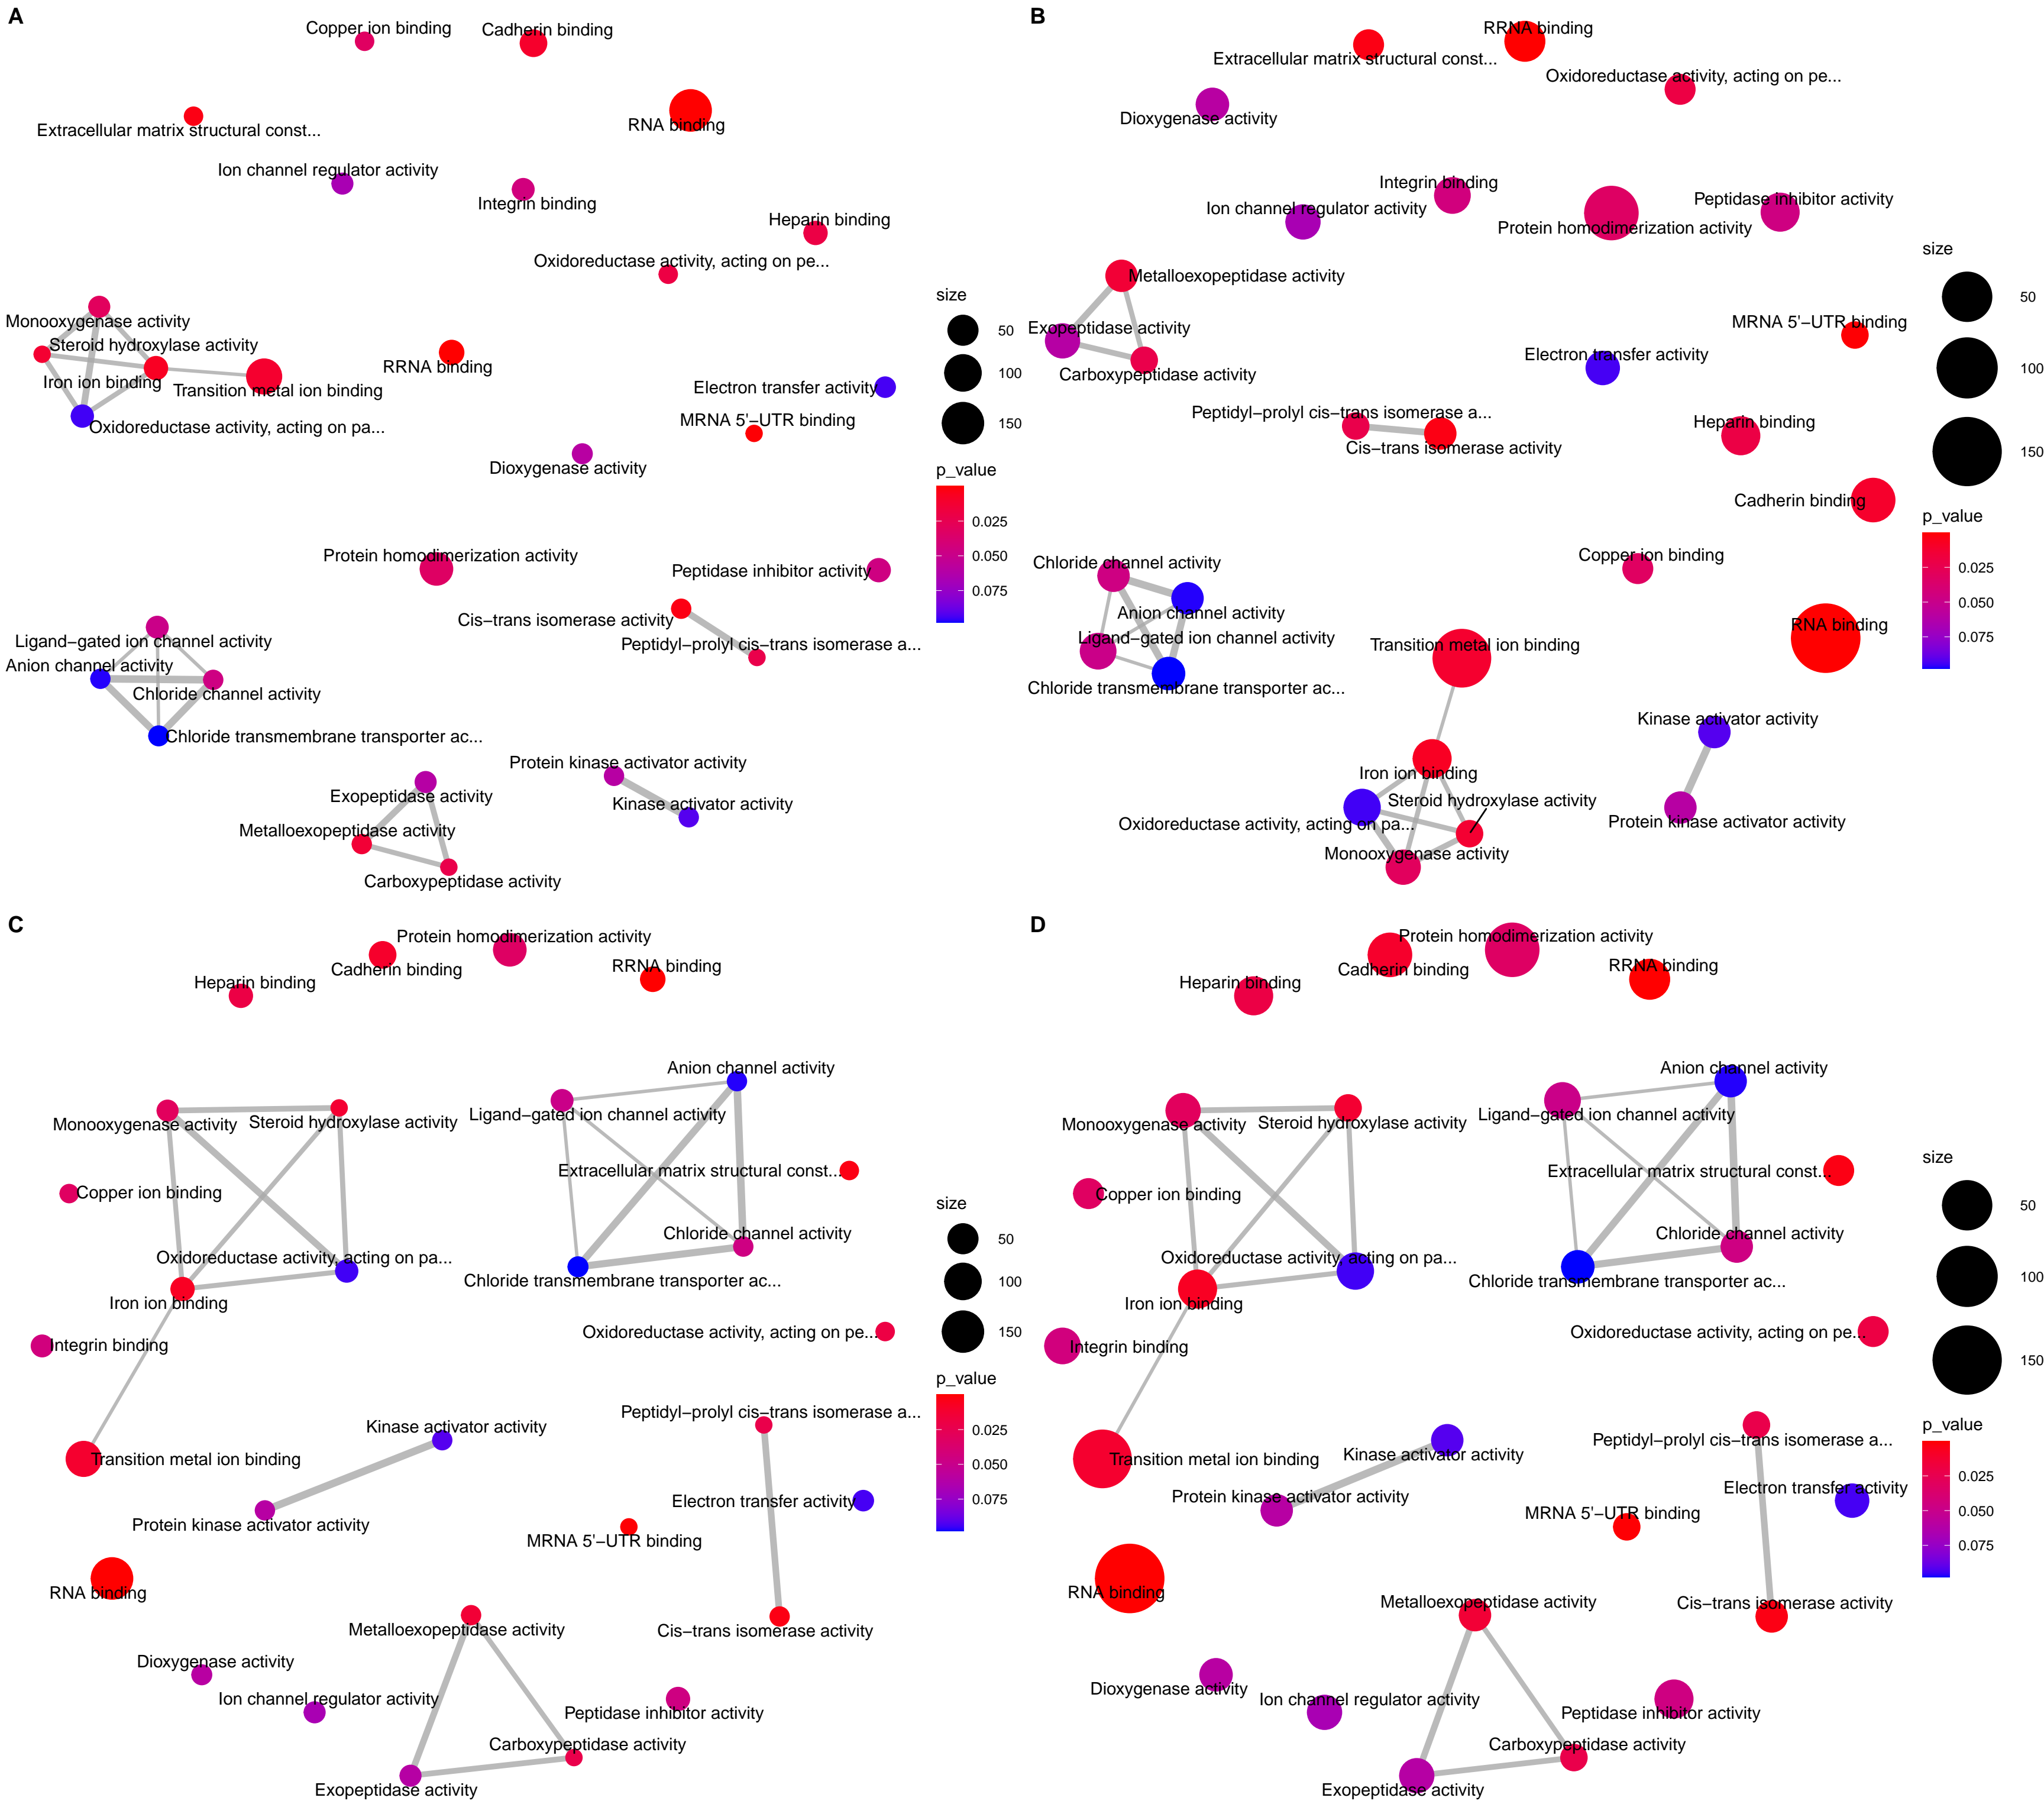 A
Copper ion binding
Cadherin binding
Extracellular matrix structural const...
RNA binding
Ion channel regulator activity
Integrin binding
Heparin binding
Oxidoreductase activity, acting on pe...
Monooxygenase activity
Steroid hydroxylase activity
Iron ion binding
Transition metal ion binding
RRNA binding
Oxidoreductase activity, acting on pa...
Electron transfer activity
MRNA 5'−UTR binding
Dioxygenase activity
Protein homodimerization activity
Peptidase inhibitor activity
Cis−trans isomerase activity
Peptidyl−prolyl cis−trans isomerase a...
Ligand−gated ion channel activity
Anion channel activity
Chloride channel activity
Chloride transmembrane transporter ac...
Protein kinase activator activity
Exopeptidase activity
Kinase activator activity
Metalloexopeptidase activity
Carboxypeptidase activity
size
50
100
150
p_value
0.025
0.050
0.075
B
RRNA binding
Extracellular matrix structural const...
Oxidoreductase activity, acting on pe...
Dioxygenase activity
Integrin binding
Ion channel regulator activity
Peptidase inhibitor activity
Protein homodimerization activity
Metalloexopeptidase activity
Exopeptidase activity
MRNA 5'−UTR binding
Electron transfer activity
Carboxypeptidase activity
Peptidyl−prolyl cis−trans isomerase a...
Heparin binding
Cis−trans isomerase activity
Cadherin binding
Copper ion binding
Chloride channel activity
Anion channel activity
Ligand−gated ion channel activity
RNA binding
Transition metal ion binding
Chloride transmembrane transporter ac...
Kinase activator activity
Iron ion binding
Steroid hydroxylase activity
Oxidoreductase activity, acting on pa...
Protein kinase activator activity
Monooxygenase activity
size
50
100
150
p_value
0.025
0.050
0.075
C
Protein homodimerization activity
Cadherin binding
RRNA binding
Heparin binding
Anion channel activity
Monooxygenase activity
Steroid hydroxylase activity
Ligand−gated ion channel activity
Extracellular matrix structural const...
Copper ion binding
Chloride channel activity
Oxidoreductase activity, acting on pa...
Chloride transmembrane transporter ac...
Iron ion binding
Oxidoreductase activity, acting on pe...
Integrin binding
Peptidyl−prolyl cis−trans isomerase a...
Kinase activator activity
Transition metal ion binding
Electron transfer activity
Protein kinase activator activity
MRNA 5'−UTR binding
RNA binding
Metalloexopeptidase activity
Cis−trans isomerase activity
Dioxygenase activity
Ion channel regulator activity
Peptidase inhibitor activity
Carboxypeptidase activity
Exopeptidase activity
size
50
100
150
p_value
0.025
0.050
0.075
D
Protein homodimerization activity
Cadherin binding
RRNA binding
Heparin binding
Anion channel activity
Monooxygenase activity
Steroid hydroxylase activity
Ligand−gated ion channel activity
Extracellular matrix structural const...
Copper ion binding
Chloride channel activity
Oxidoreductase activity, acting on pa...
Chloride transmembrane transporter ac...
Iron ion binding
Oxidoreductase activity, acting on pe...
Integrin binding
Peptidyl−prolyl cis−trans isomerase a...
Kinase activator activity
Transition metal ion binding
Electron transfer activity
Protein kinase activator activity
MRNA 5'−UTR binding
RNA binding
Metalloexopeptidase activity
Cis−trans isomerase activity
Dioxygenase activity
Ion channel regulator activity
Peptidase inhibitor activity
Carboxypeptidase activity
Exopeptidase activity
size
50
100
150
p_value
0.025
0.050
0.075